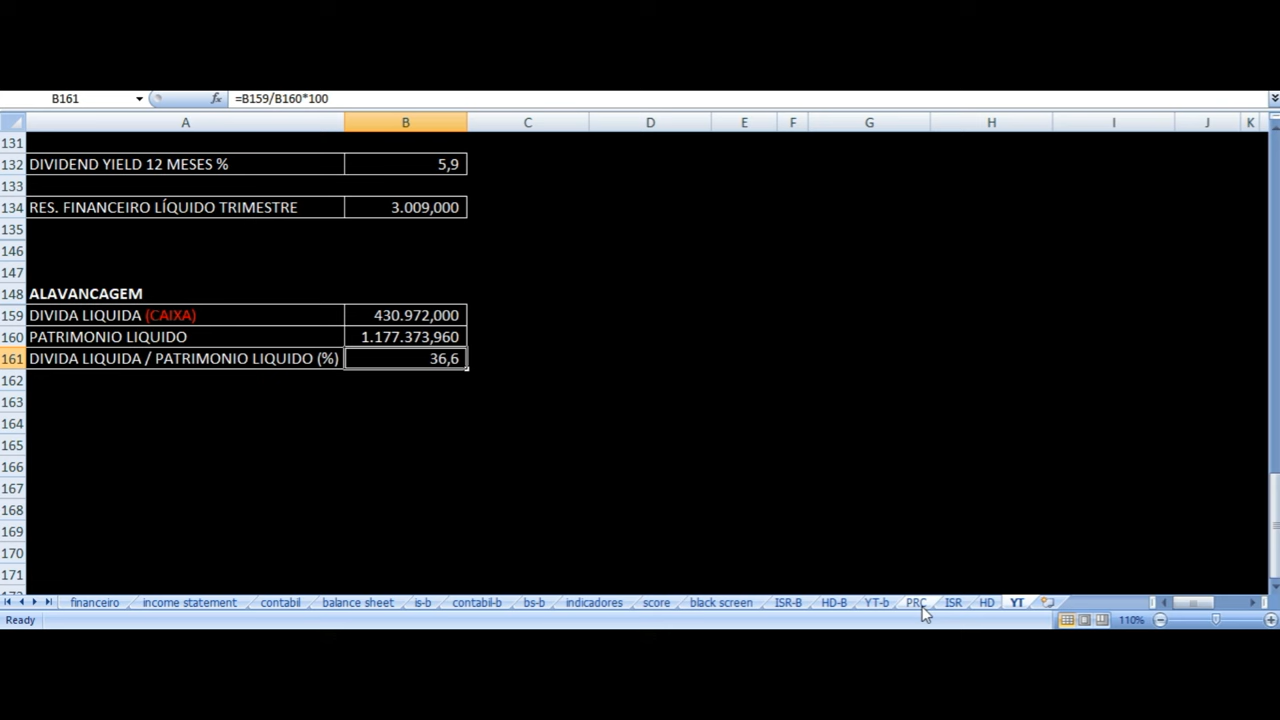 B161 fx =B159/B160*100
A B C D E F G H I J K
131
132 DIVIDEND YIELD 12 MESES % 5,9
133
134 RES. FINANCEIRO LÍQUIDO TRIMESTRE 3.009,000
135
146
147
148 ALAVANCAGEM
159 DIVIDA LIQUIDA (CAIXA) 430.972,000
160 PATRIMONIO LIQUIDO 1.177.373,960
161 DIVIDA LIQUIDA / PATRIMONIO LIQUIDO (%) 36,6
162
163
164
165
166
167
168
169
170
171
financeiro income statement contabil balance sheet is-b contabil-b bs-b indicadores score black screen ISR-B HD-B YT-b PRC ISR HD YT
Ready 110%